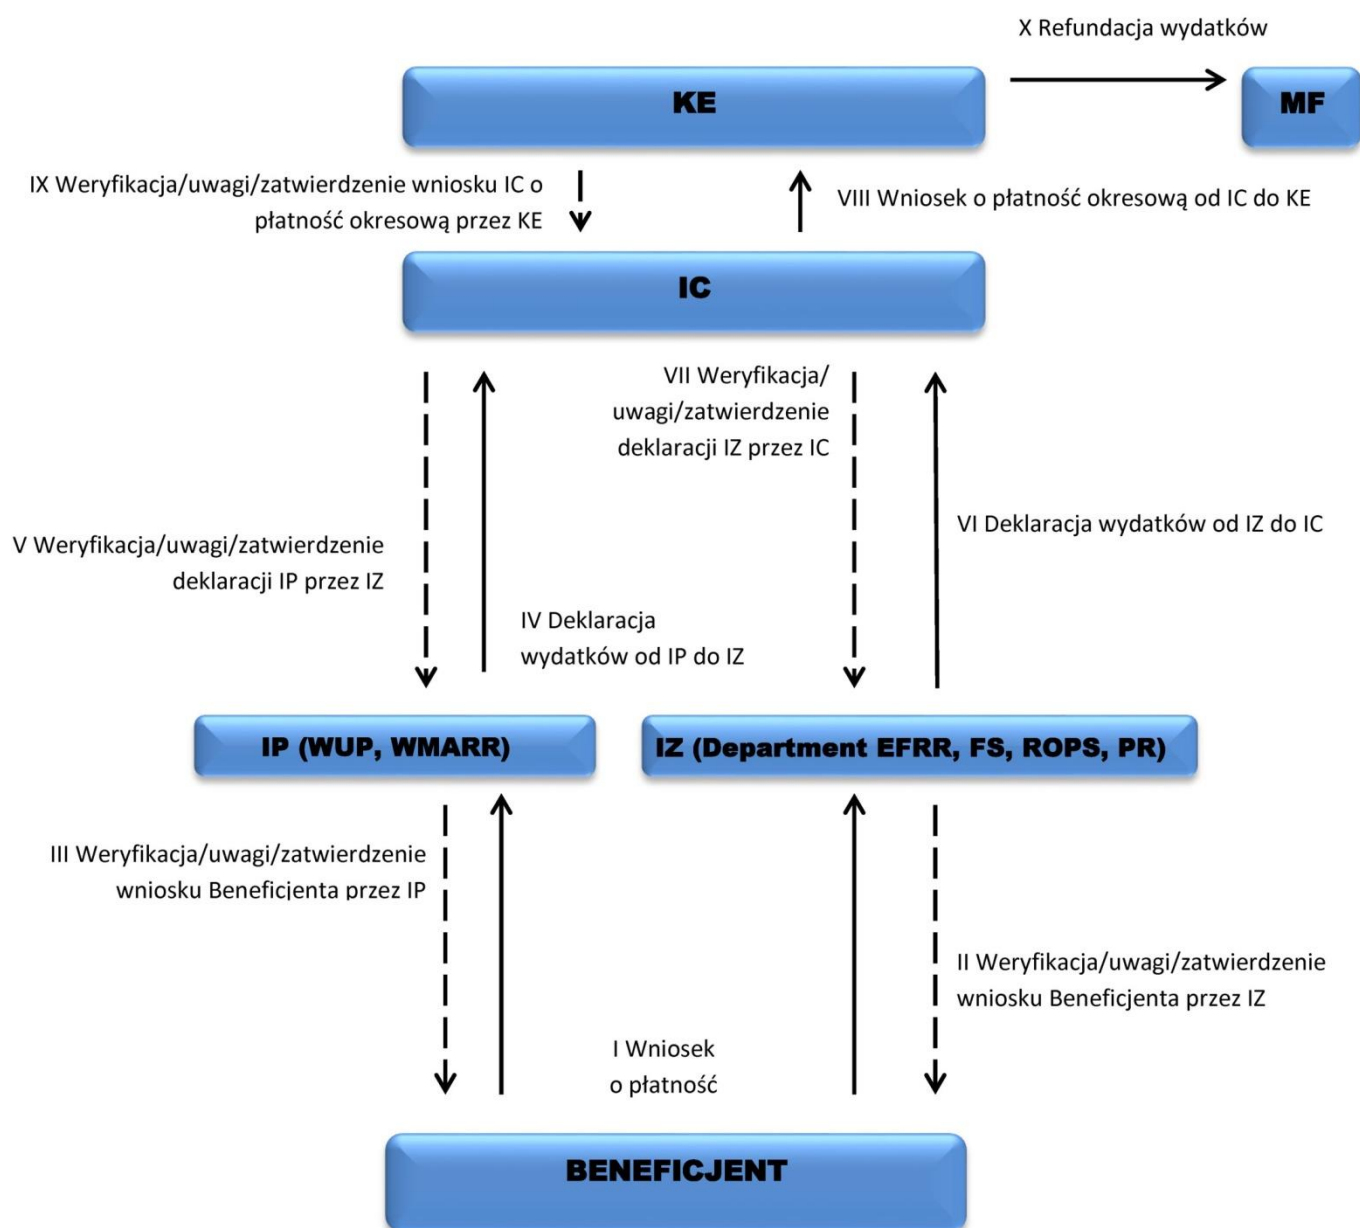 X Refundacja wydatków
KE
MF
IX Weryfikacja/uwagi/zatwierdzenie wniosku IC o
płatność okresową przez KE
VIII Wniosek o płatność okresową od IC do KE
IC
VII Weryfikacja/
uwagi/zatwierdzenie
deklaracji IZ przez IC
V Weryfikacja/uwagi/zatwierdzenie
deklaracji IP przez IZ
VI Deklaracja wydatków od IZ do IC
IV Deklaracja
wydatków od IP do IZ
IP (WUP, WMARR)
IZ (Department EFRR, FS, ROPS, PR)
III Weryfikacja/uwagi/zatwierdzenie
wniosku Beneficjenta przez IP
II Weryfikacja/uwagi/zatwierdzenie
wniosku Beneficjenta przez IZ
I Wniosek
o płatność
BENEFICJENT